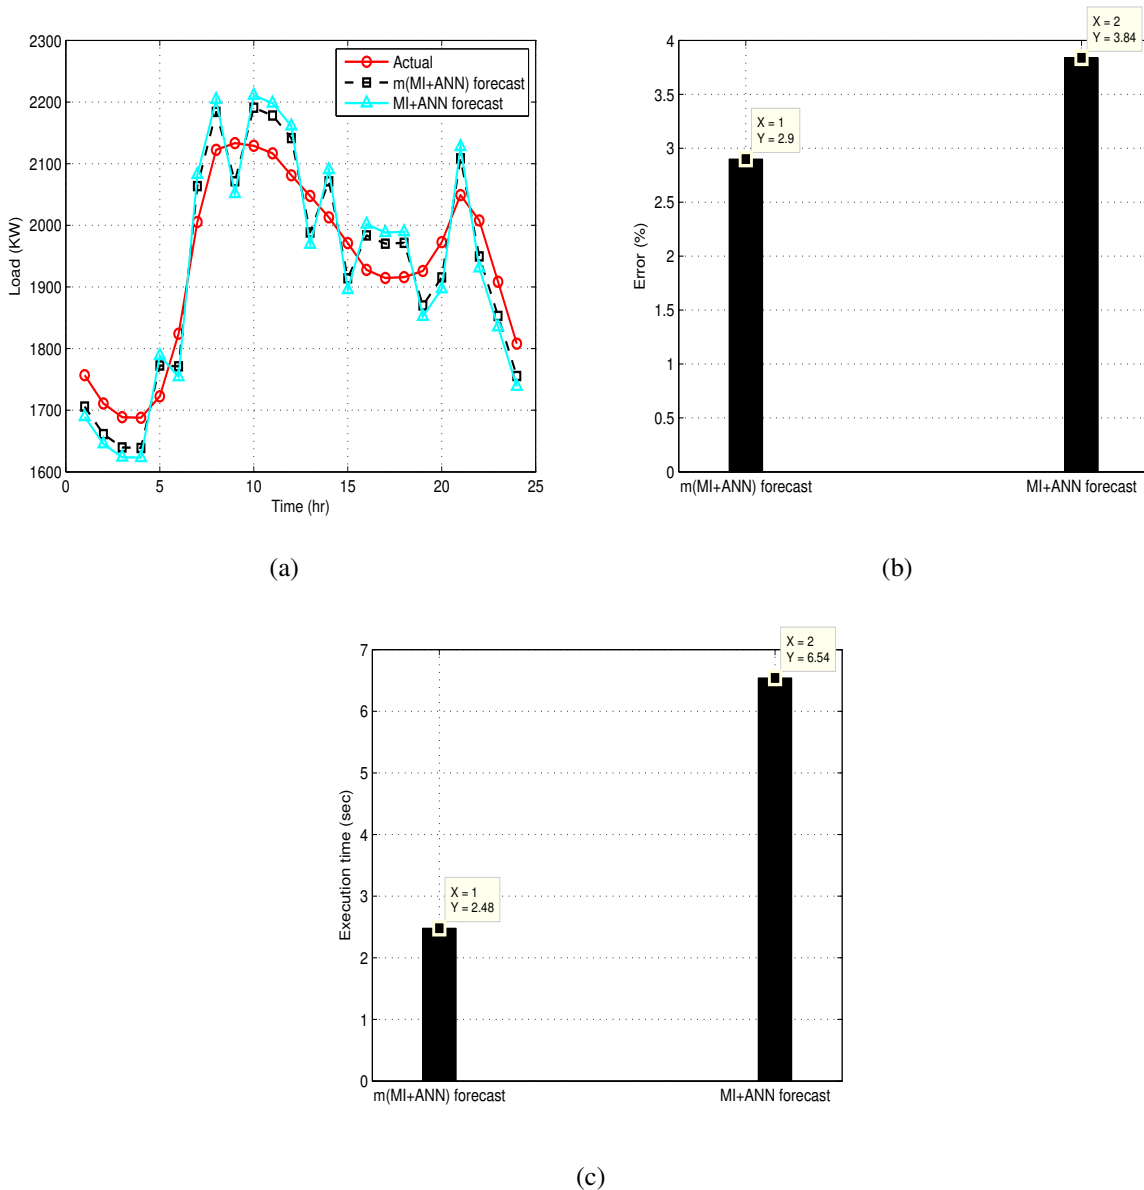 2300
2200
2100
2000
1900
1800
1700
1600
Load (KW)
0
5
10
15
20
25
Time (hr)
Actual
m(MI+ANN) forecast
MI+ANN forecast
(a)
4
3.5
3
2.5
2
1.5
1
0.5
0
Error (%)
X = 1
Y = 2.9
X = 2
Y = 3.84
m(MI+ANN) forecast
MI+ANN forecast
(b)
7
6
5
4
3
2
1
0
Execution time (sec)
X = 1
Y = 2.48
X = 2
Y = 6.54
m(MI+ANN) forecast
MI+ANN forecast
(c)